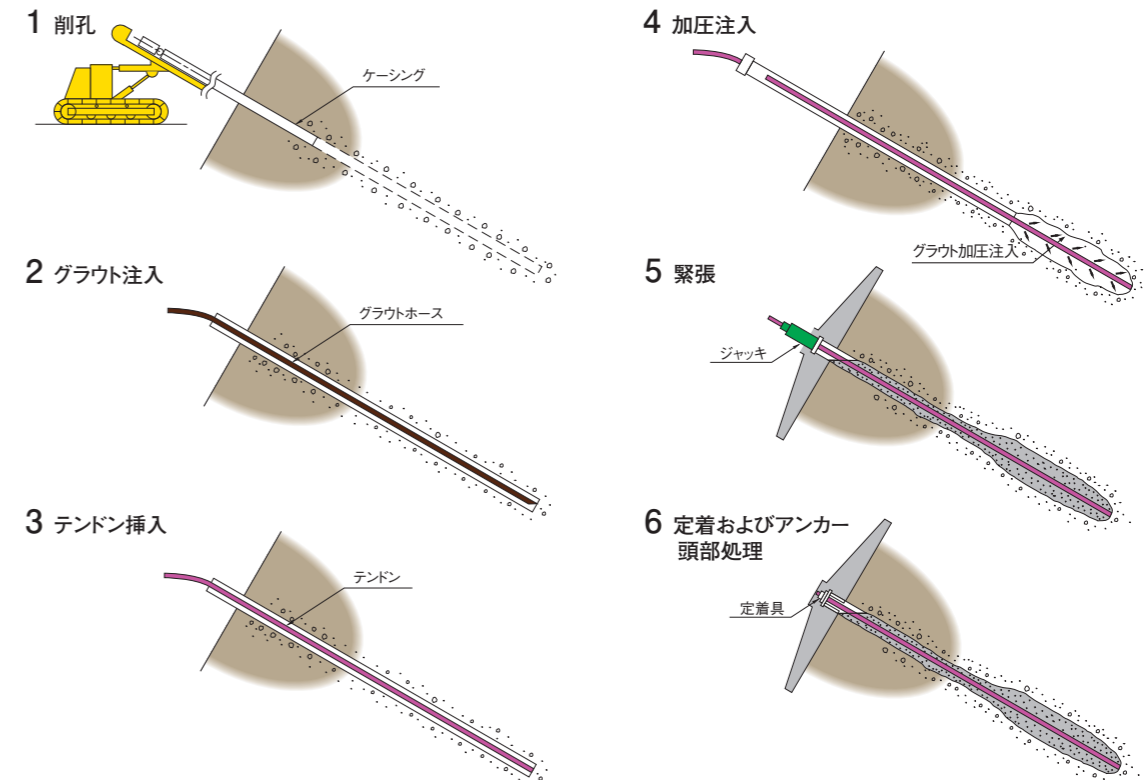 1 削孔
ケーシング
2 グラウト注入
グラウトホース
3 テンドン挿入
テンドン
4 加圧注入
グラウト加圧注入
5 緊張
ジャッキ
6 定着およびアンカー
頭部処理
定着具